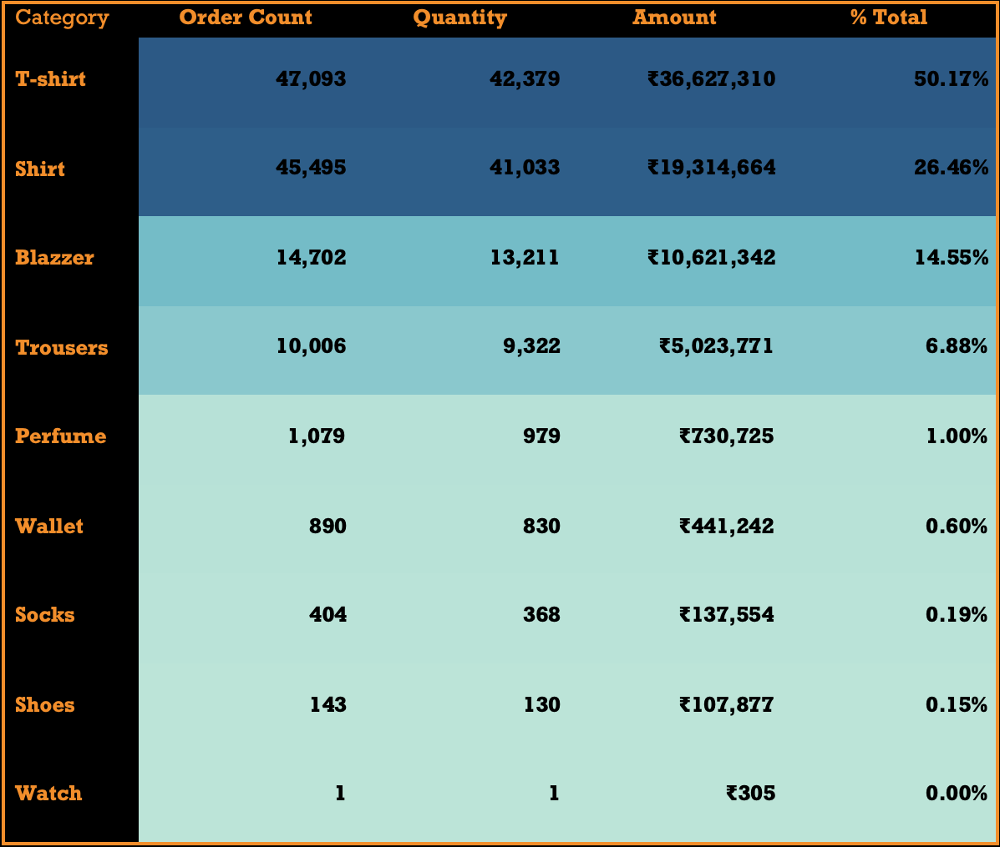 Category Order Count Quantity Amount % Total
T-shirt 47,093 42,379 ₹36,627,310 50.17%
Shirt 45,495 41,033 ₹19,314,664 26.46%
Blazzer 14,702 13,211 ₹10,621,342 14.55%
Trousers 10,006 9,322 ₹5,023,771 6.88%
Perfume 1,079 979 ₹730,725 1.00%
Wallet 890 830 ₹441,242 0.60%
Socks 404 368 ₹137,554 0.19%
Shoes 143 130 ₹107,877 0.15%
Watch 1 1 ₹305 0.00%